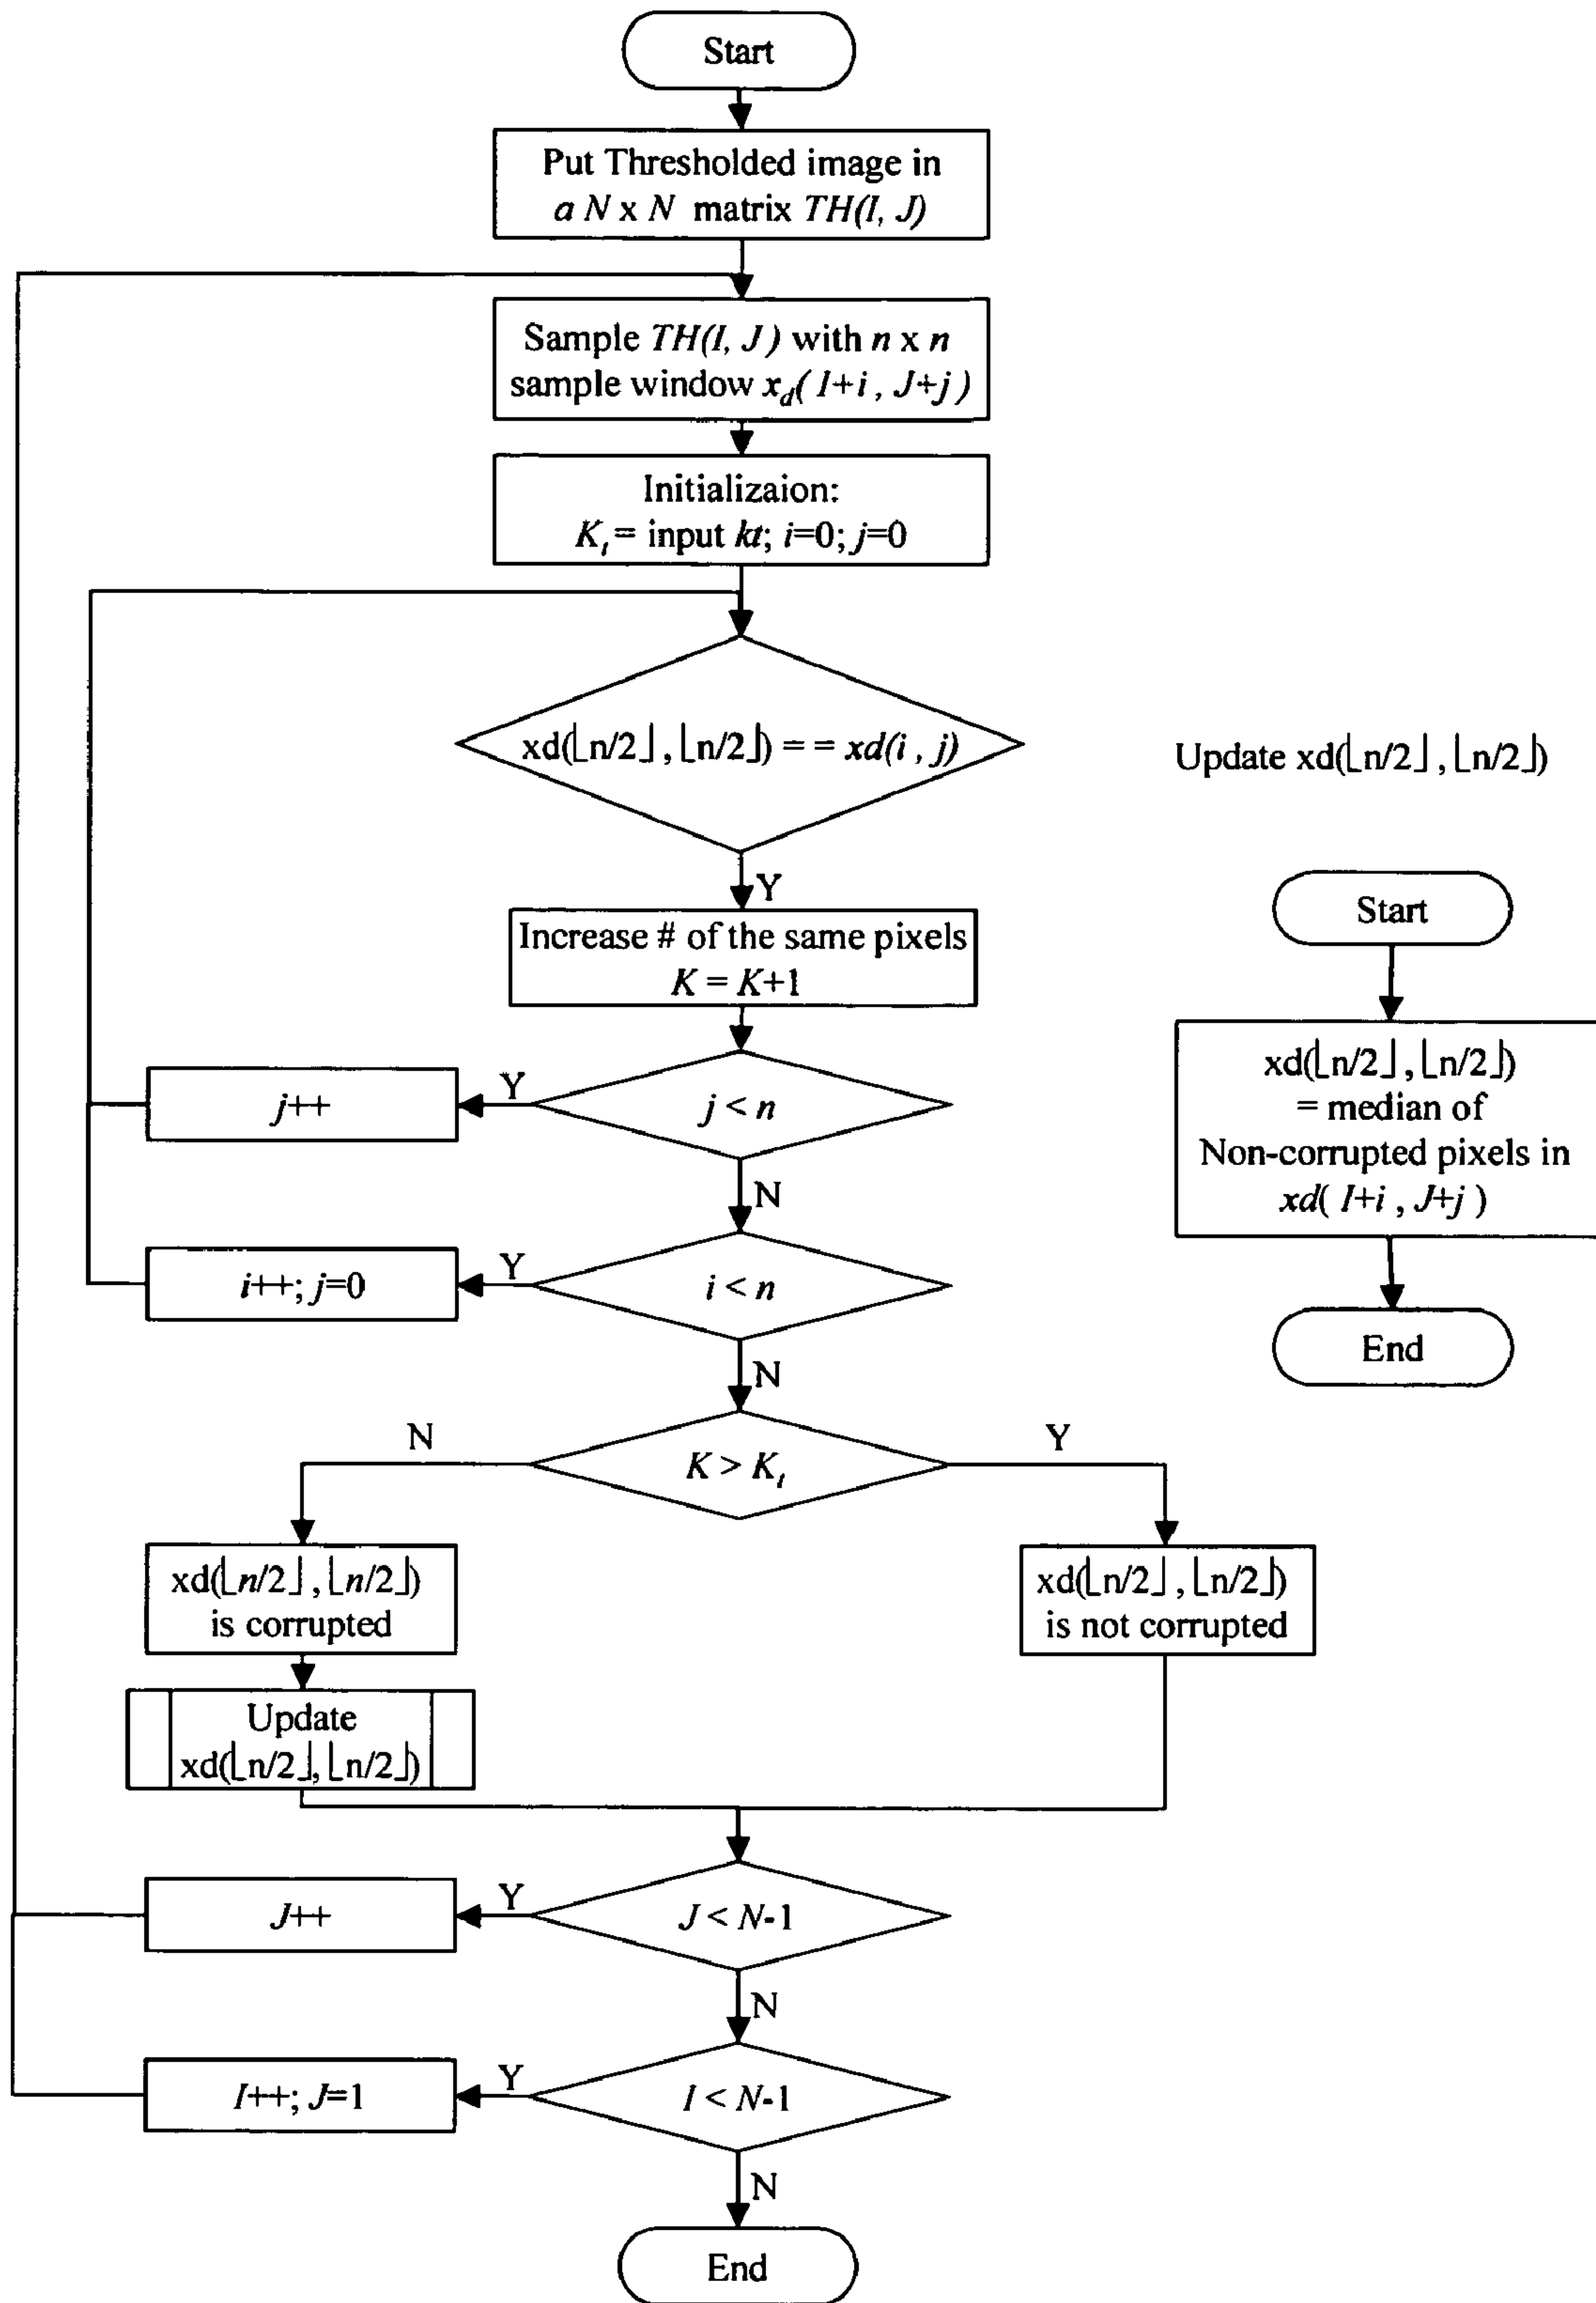 Start
Put Thresholded image in
a N x N matrix TH(I, J)
Sample TH(I, J) with n x n
sample window x_d( I+i , J+j )
Initializaion:
K_t = input kt; i=0; j=0
xd(⌊n/2⌋ , ⌊n/2⌋) = = xd(i , j)
Y
Increase # of the same pixels
K = K+1
j < n
Y
j++
N
i < n
Y
i++; j=0
N
K > K_t
N
Y
xd(⌊n/2⌋ , ⌊n/2⌋)
is corrupted
xd(⌊n/2⌋ , ⌊n/2⌋)
is not corrupted
Update
xd(⌊n/2⌋, ⌊n/2⌋)
J < N-1
Y
J++
N
I < N-1
Y
I++; J=1
N
End
Update xd(⌊n/2⌋ , ⌊n/2⌋)
Start
xd(⌊n/2⌋ , ⌊n/2⌋)
= median of
Non-corrupted pixels in
xd( I+i , J+j )
End